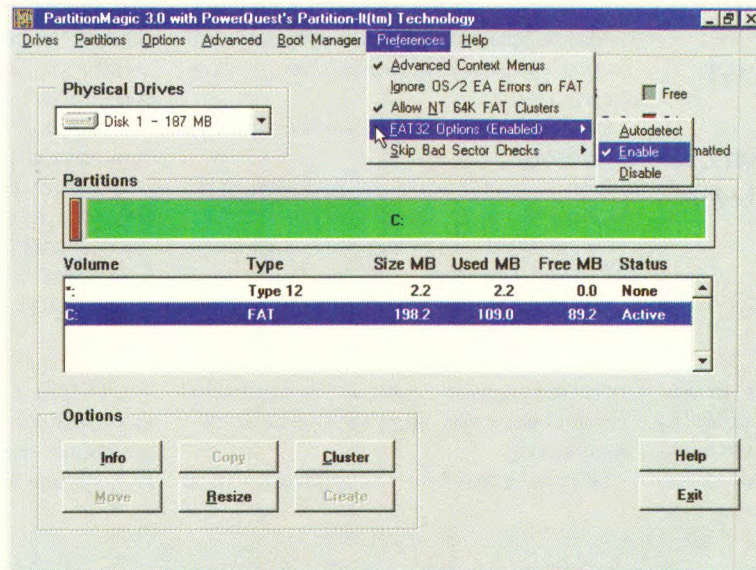 PartitionMagic 3.0 with PowerQuest's Partition-It(tm) Technology
Drives Partitions Options Advanced Boot Manager Preferences Help
Advanced Context Menus
Ignore OS/2 EA Errors on FAT
Allow NT 64K FAT Clusters
FAT32 Options (Enabled)
Skip Bad Sector Checks
Autodetect
Enable
Disable
Physical Drives
Disk 1 - 187 MB
Free
matted
Partitions
C:
Volume Type Size MB Used MB Free MB Status
*: Type 12 2.2 2.2 0.0 None
C: FAT 198.2 109.0 89.2 Active
Options
Info Copy Cluster Help
Move Resize Create Exit